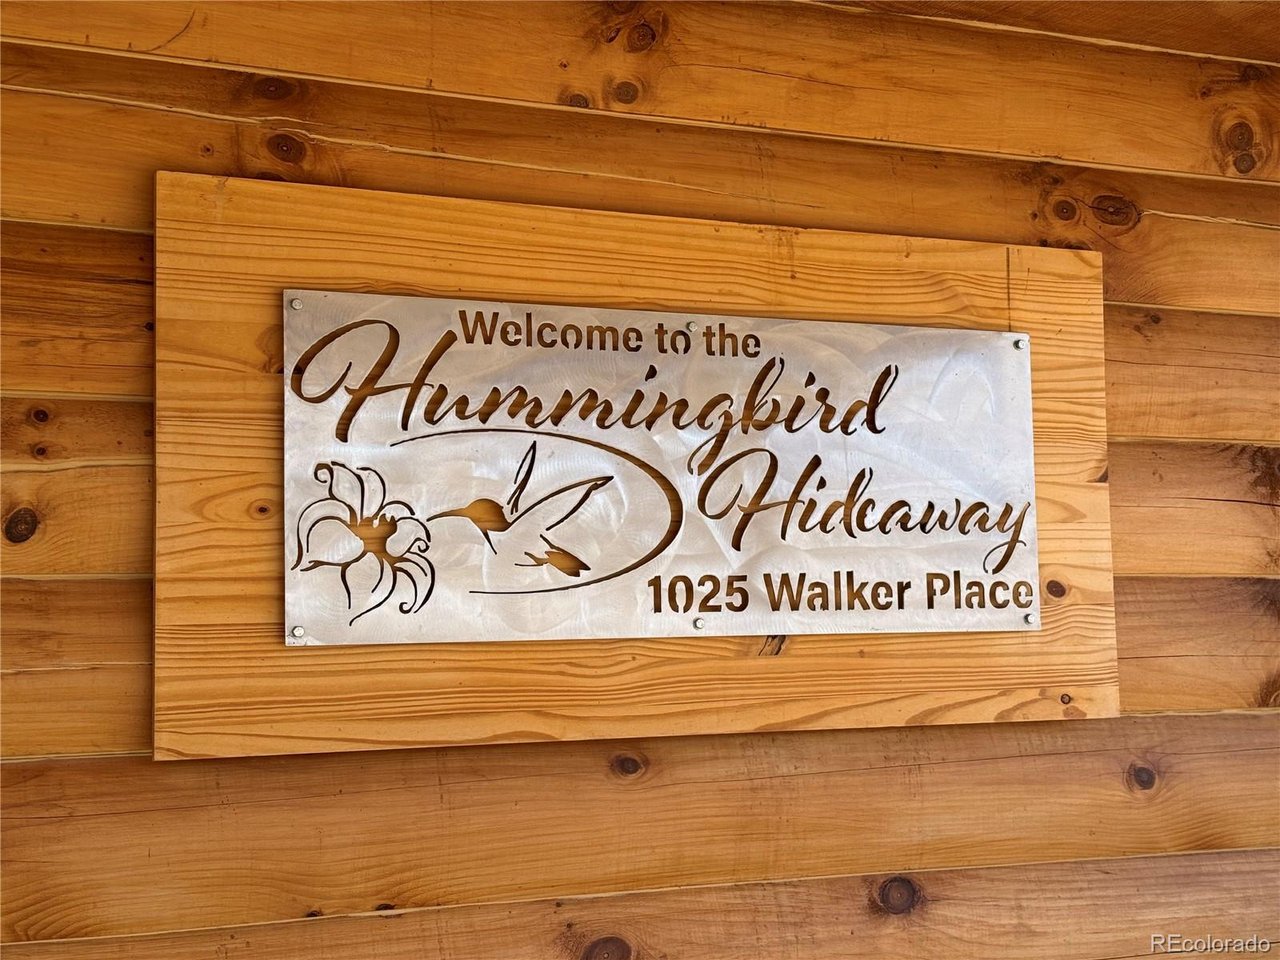 Welcome to the
Hummingbird
Hideaway
1025 Walker Place
REcolorado